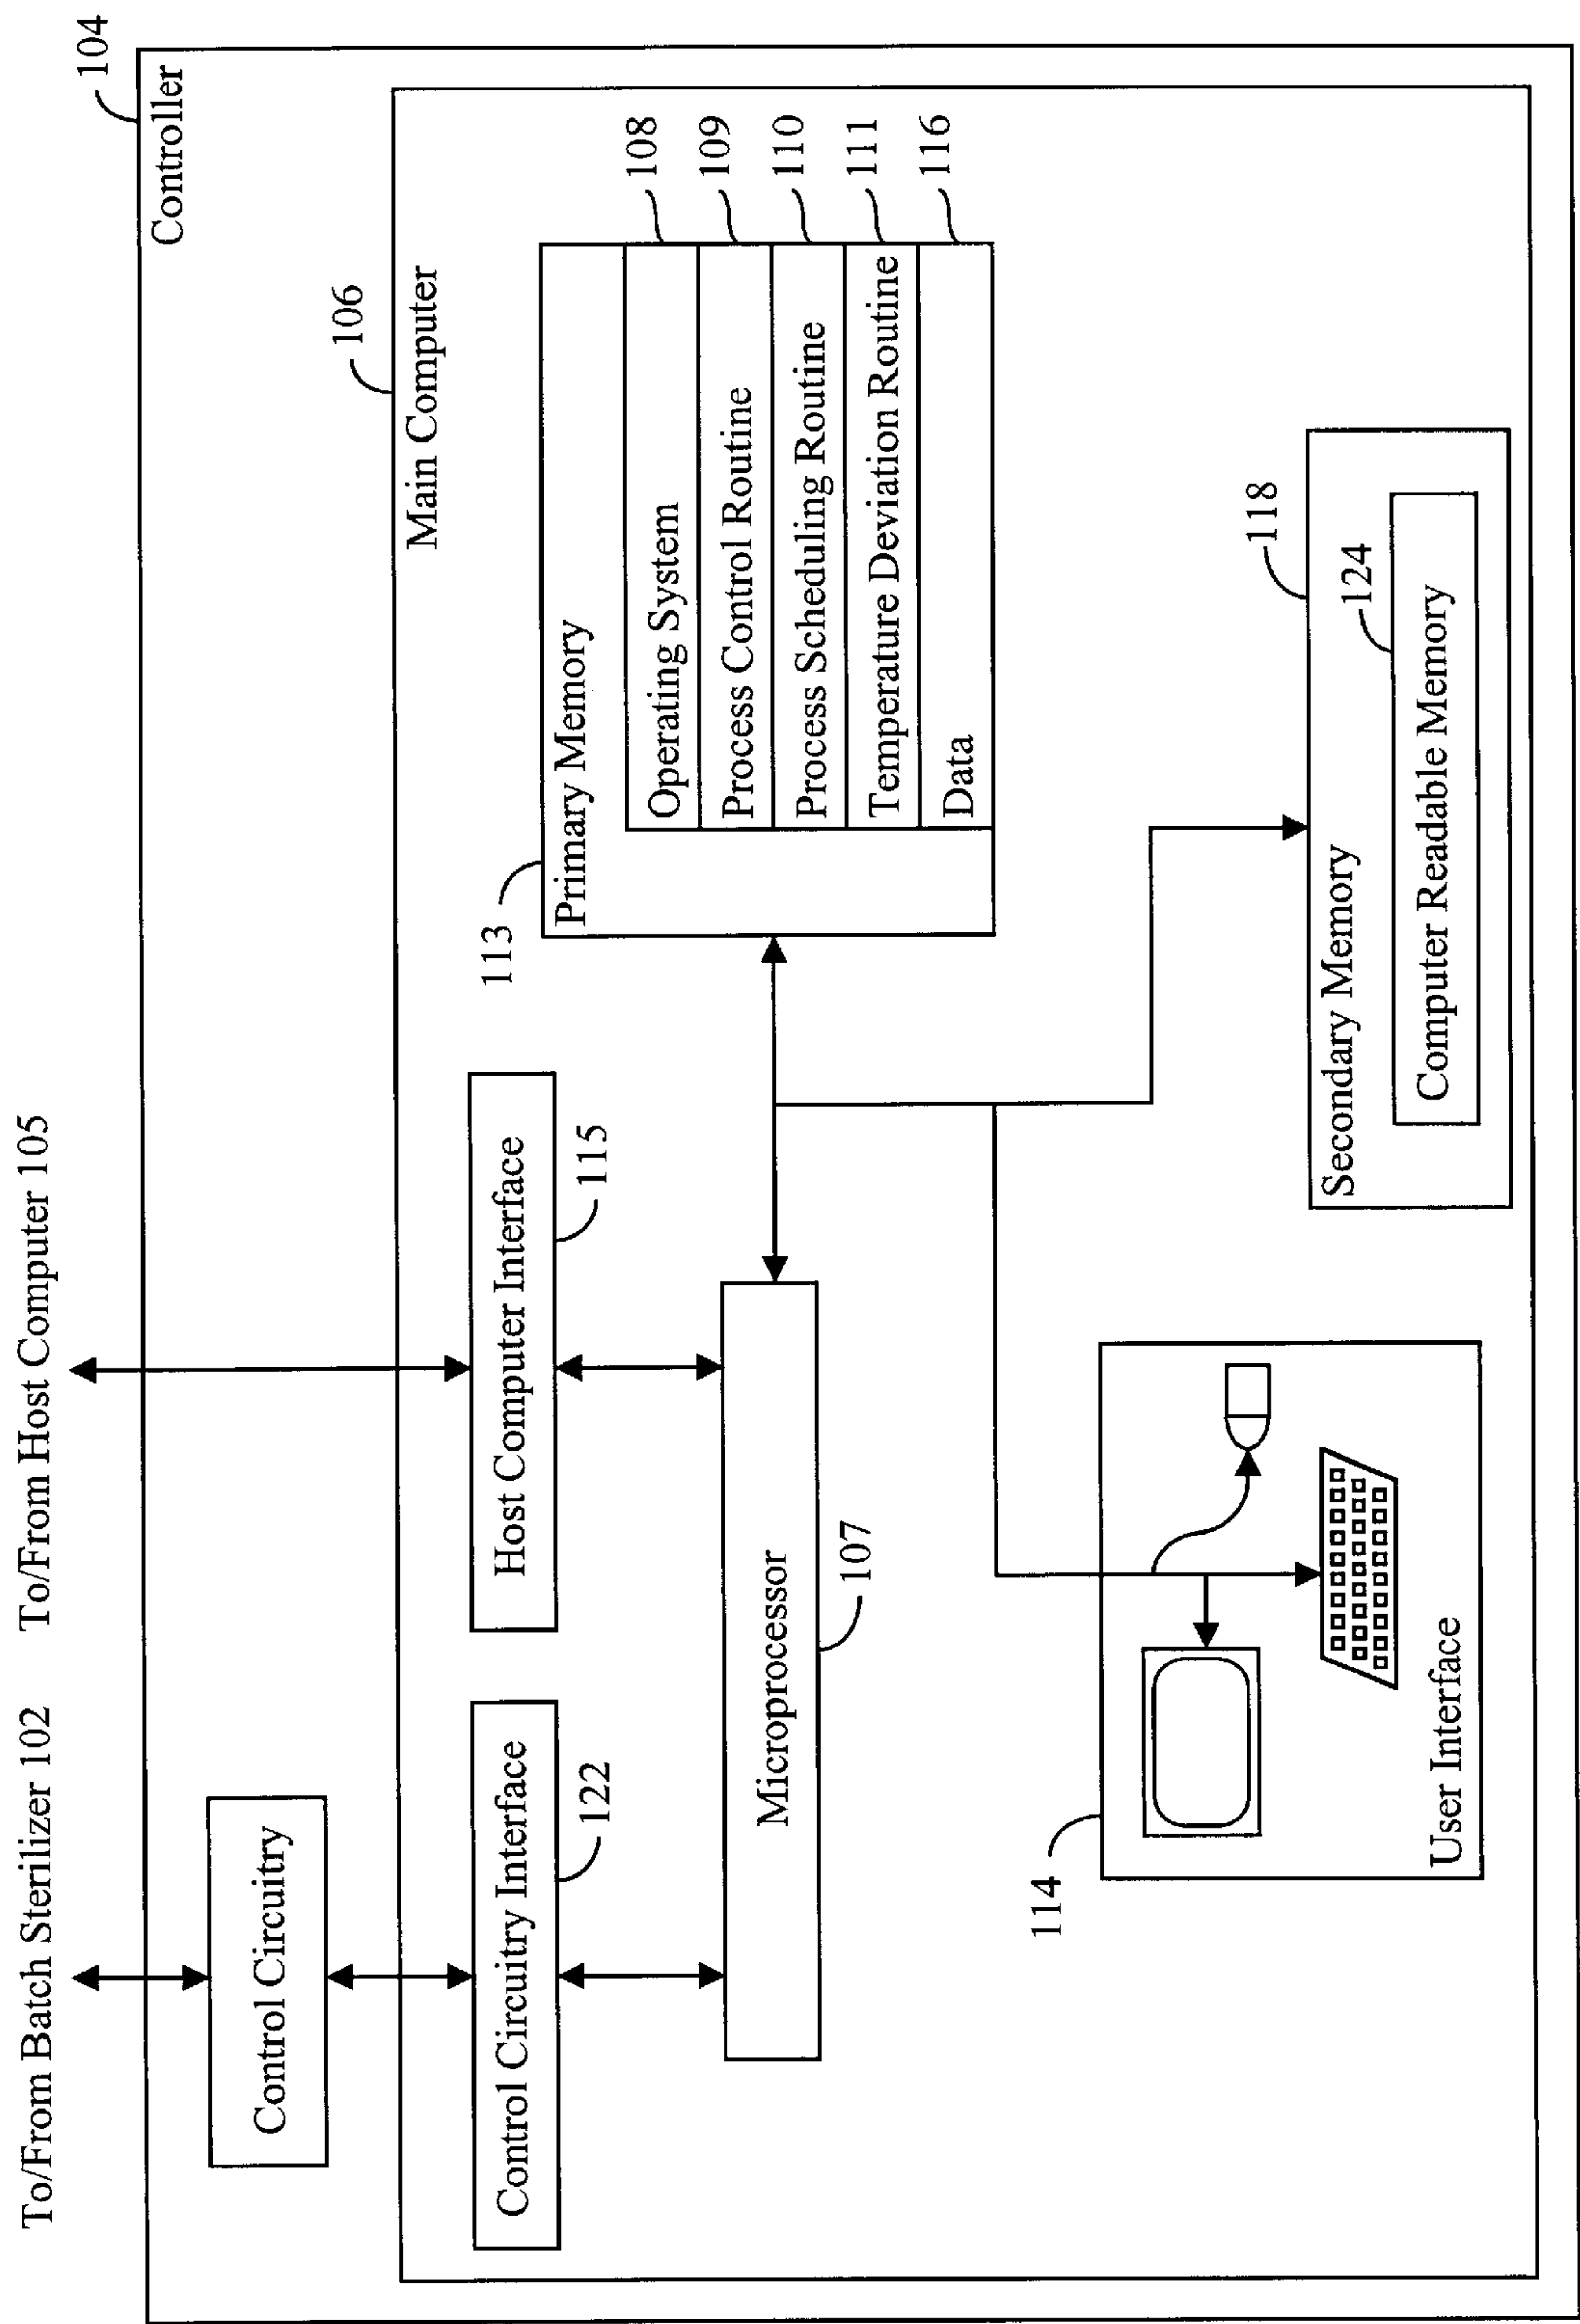 To/From Batch Sterilizer 102
To/From Host Computer 105
104
Controller
Control Circuitry
106
Main Computer
Control Circuitry Interface
122
Host Computer Interface
115
Microprocessor
107
113
Primary Memory
Operating System
108
Process Control Routine
109
Process Scheduling Routine
110
Temperature Deviation Routine
111
Data
116
114
User Interface
118
Secondary Memory
124
Computer Readable Memory